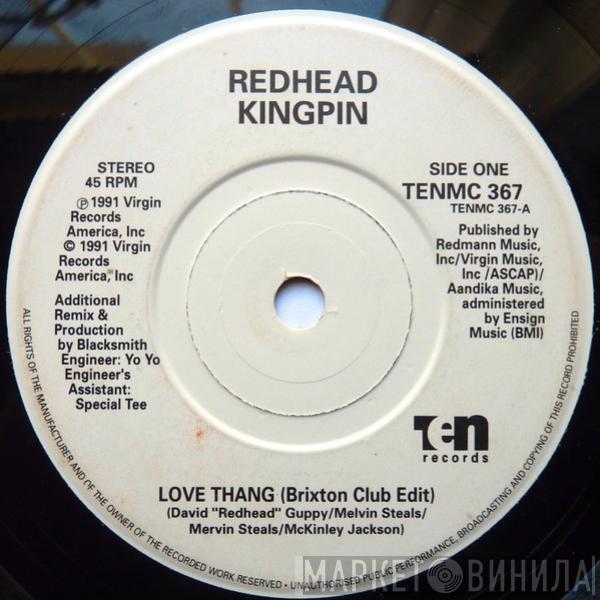 REDHEAD
KINGPIN
STEREO
45 RPM
℗ 1991 Virgin
Records
America, Inc
© 1991 Virgin
Records
America, Inc
Additional
Remix &
Production
by Blacksmith
Engineer: Yo Yo
Engineer's
Assistant:
Special Tee
SIDE ONE
TENMC 367
TENMC 367-A
Published by
Redmann Music,
Inc/Virgin Music,
Inc /ASCAP)/
Aandika Music,
administered
by Ensign
Music (BMI)
Ten
records
LOVE THANG (Brixton Club Edit)
(David "Redhead" Guppy/Melvin Steals/
Mervin Steals/McKinley Jackson)
ALL RIGHTS OF THE MANUFACTURER AND OF THE OWNER OF THE RECORDED WORK RESERVED - UNAUTHORISED PUBLIC PERFORMANCE, BROADCASTING AND COPYING OF THIS RECORD PROHIBITED
МАРКЕТ ВИНИЛА